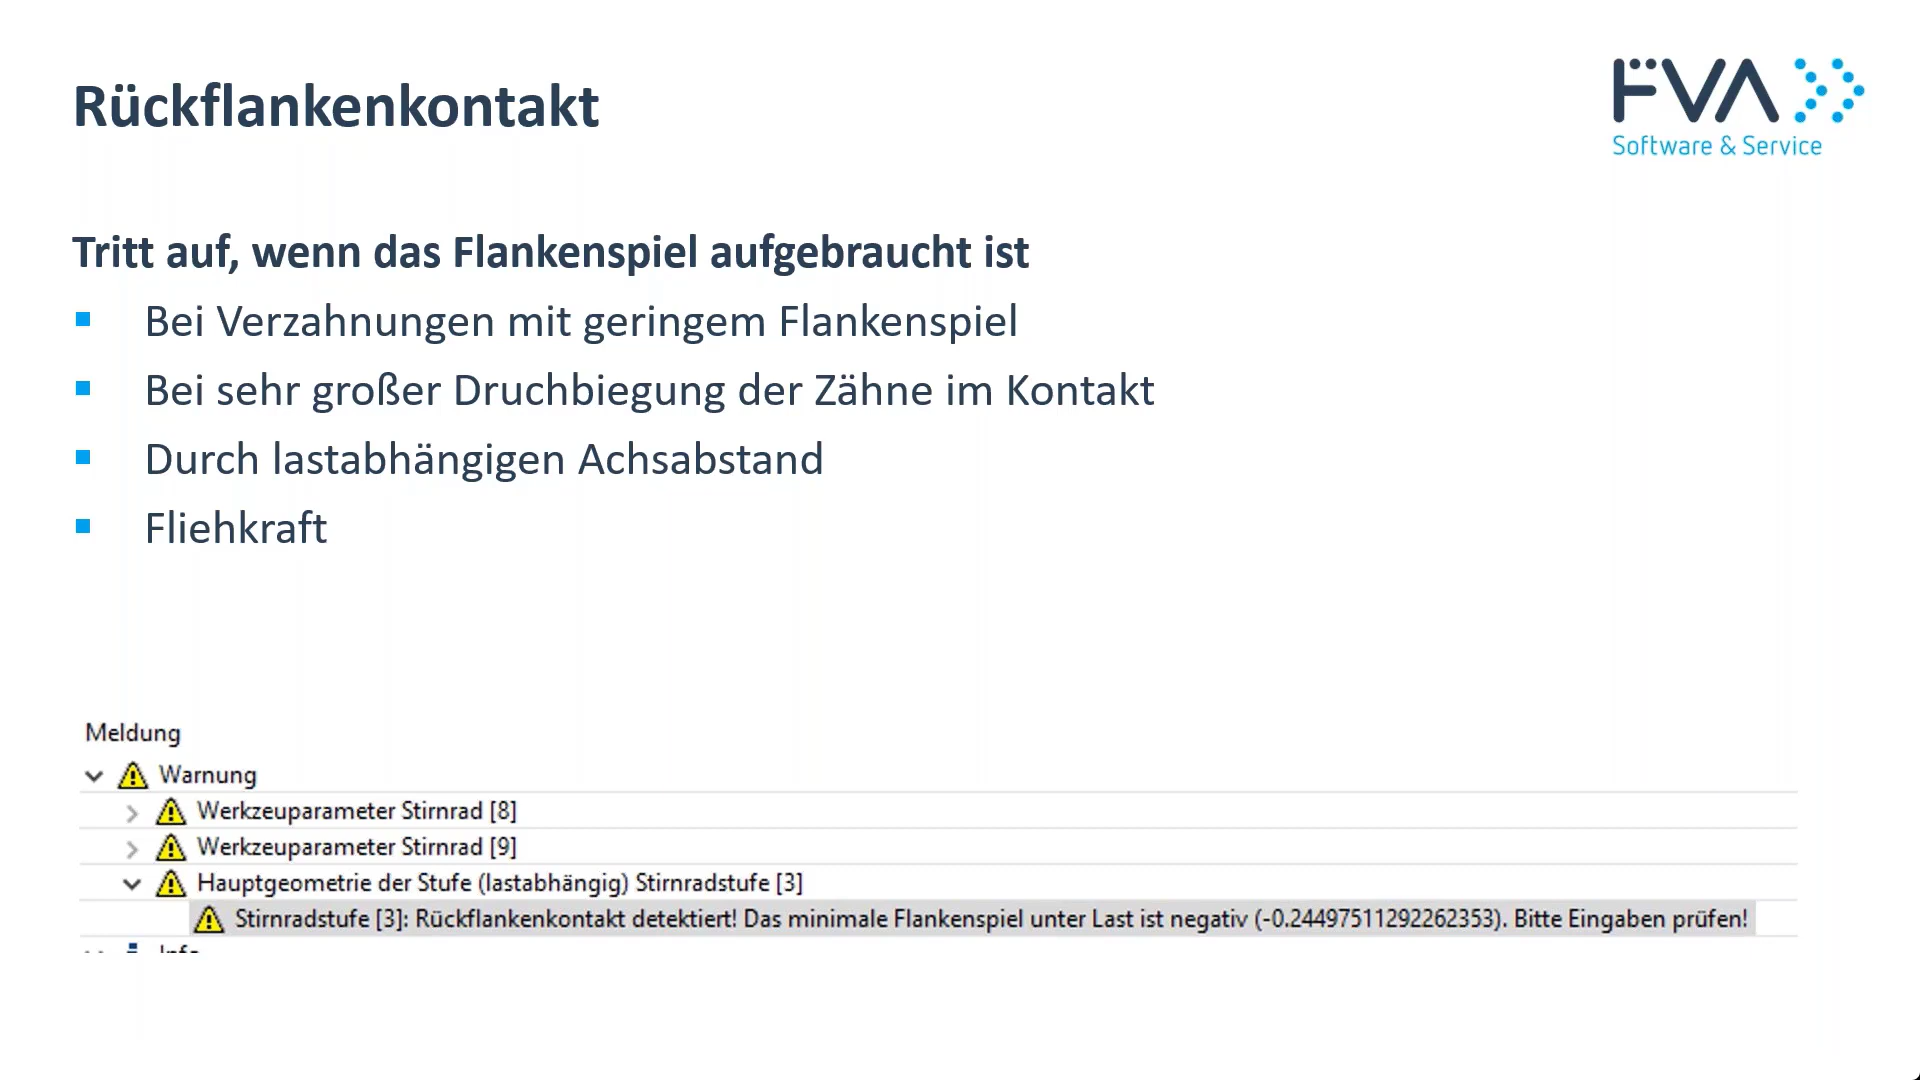 Rückflankenkontakt
FVA
Software & Service
Tritt auf, wenn das Flankenspiel aufgebraucht ist
Bei Verzahnungen mit geringem Flankenspiel
Bei sehr großer Druchbiegung der Zähne im Kontakt
Durch lastabhängigen Achsabstand
Fliehkraft
Meldung
Warnung
Werkzeuparameter Stirnrad [8]
Werkzeuparameter Stirnrad [9]
Hauptgeometrie der Stufe (lastabhängig) Stirnradstufe [3]
Stirnradstufe [3]: Rückflankenkontakt detektiert! Das minimale Flankenspiel unter Last ist negativ (-0.24497511292262353). Bitte Eingaben prüfen!